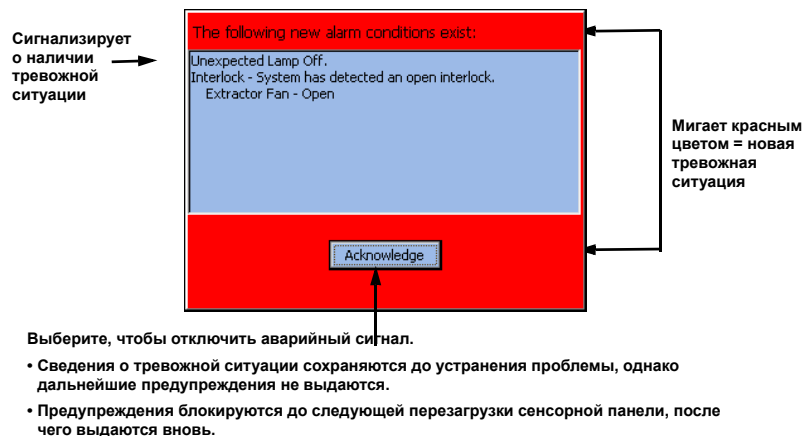 Сигнализирует
о наличии
тревожной
ситуации
The following new alarm conditions exist:
Unexpected Lamp Off.
Interlock - System has detected an open interlock.
Extractor Fan - Open
Acknowledge
Мигает красным
цветом = новая
тревожная
ситуация
Выберите, чтобы отключить аварийный сигнал.
• Сведения о тревожной ситуации сохраняются до устранения проблемы, однако
дальнейшие предупреждения не выдаются.
• Предупреждения блокируются до следующей перезагрузки сенсорной панели, после
чего выдаются вновь.